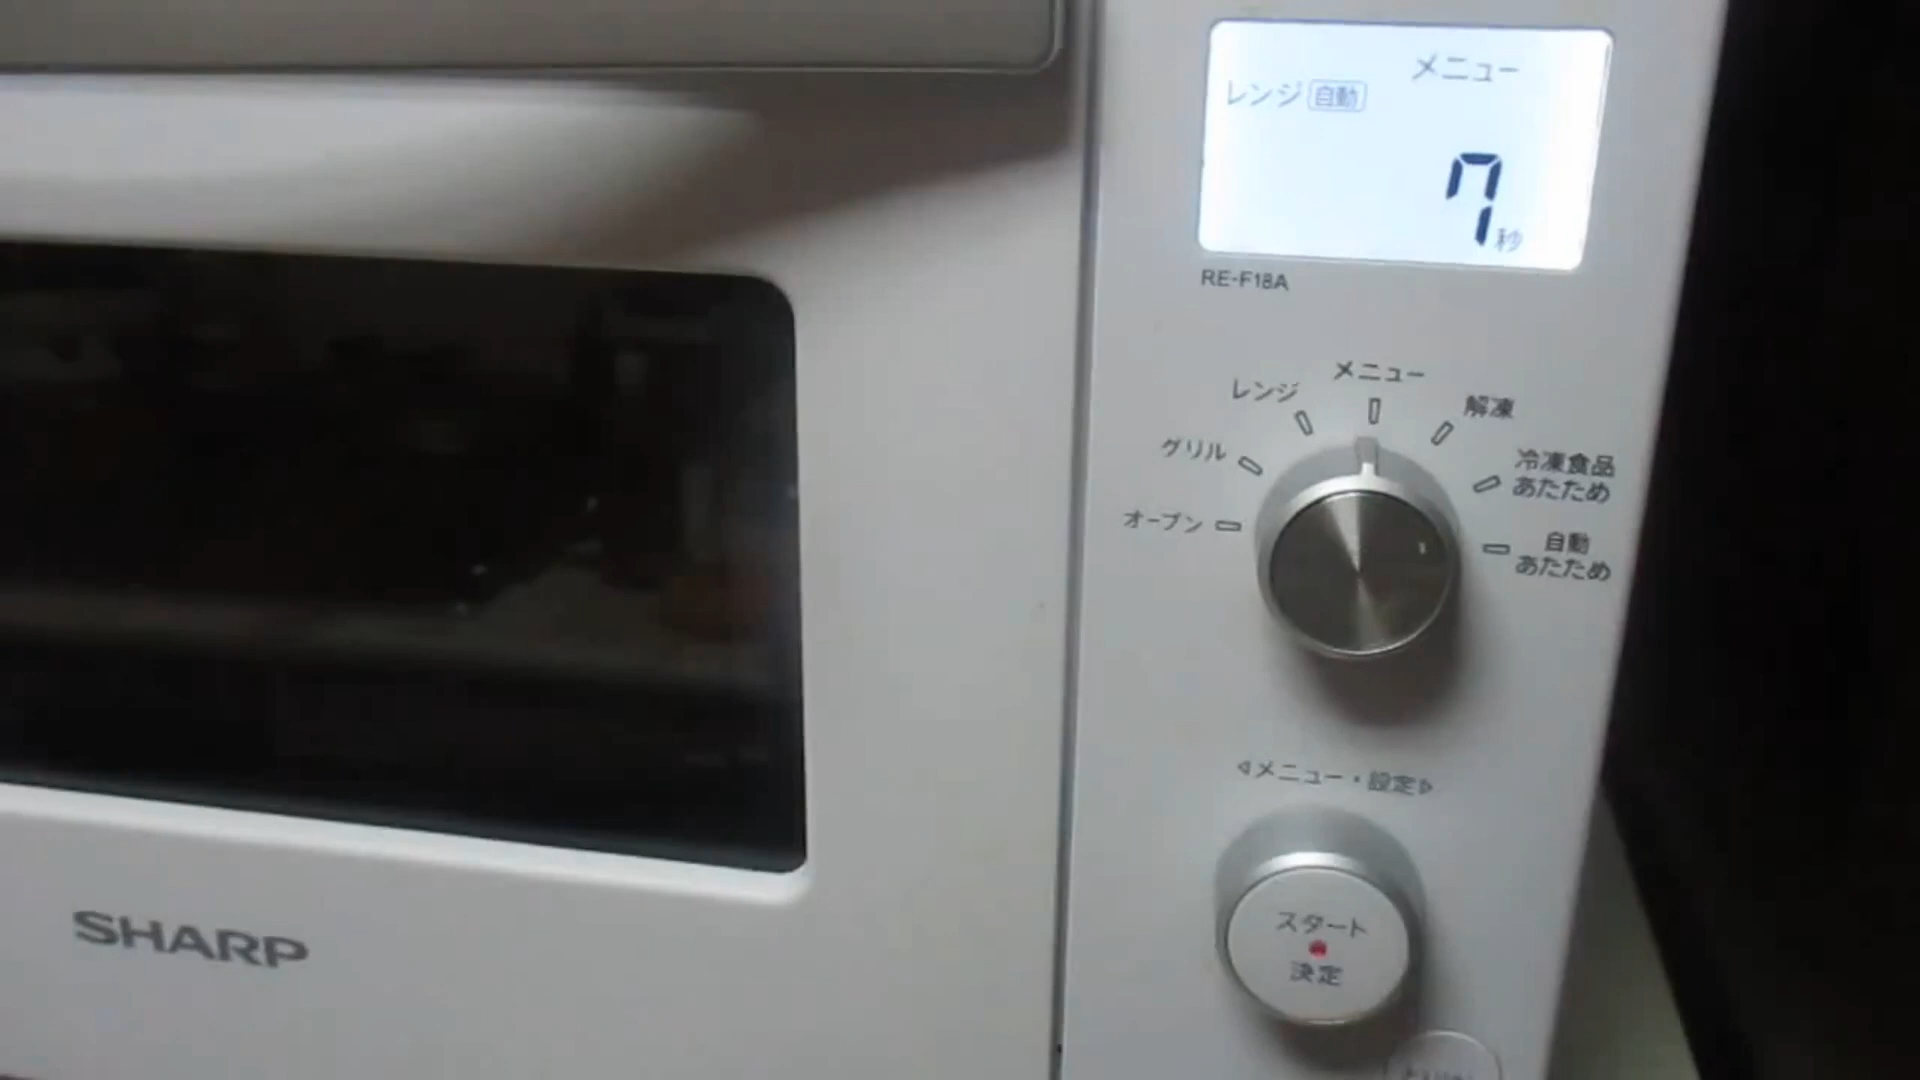 メニュー
レンジ 自動
7秒
RE-F18A
メニュー
レンジ
解凍
グリル
冷凍食品
あたため
オーブン
自動
あたため
◁メニュー・設定▷
スタート
決定
SHARP